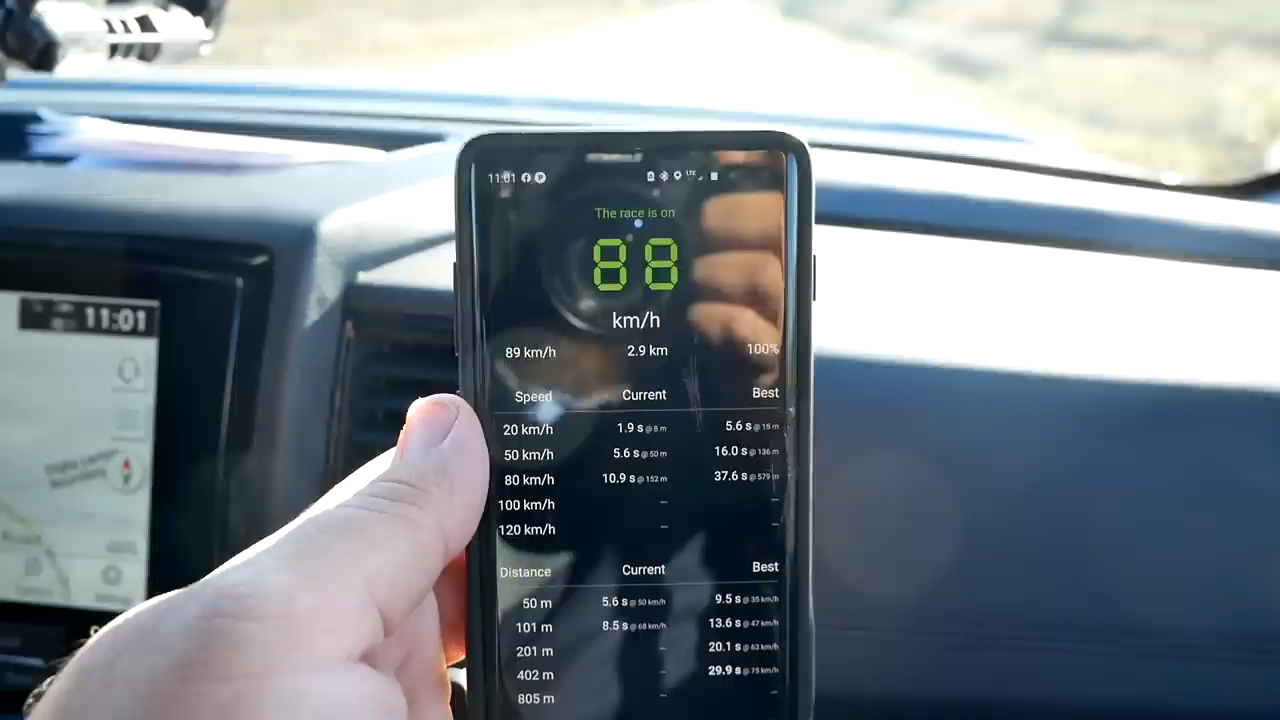 11:01
The race is on
88
km/h
89 km/h 2.9 km 100%
Speed Current Best
20 km/h 1.9 s @ 8 m 5.6 s @ 18 m
50 km/h 5.6 s @ 50 m 16.0 s @ 136 m
80 km/h 10.9 s @ 152 m 37.6 s @ 579 m
100 km/h -- --
120 km/h -- --
Distance Current Best
50 m 5.6 s @ 50 km/h 9.5 s @ 35 km/h
101 m 8.5 s @ 68 km/h 13.6 s @ 47 km/h
201 m -- 20.1 s @ 63 km/h
402 m -- 29.9 s @ 75 km/h
805 m -- --
11:01
LTE